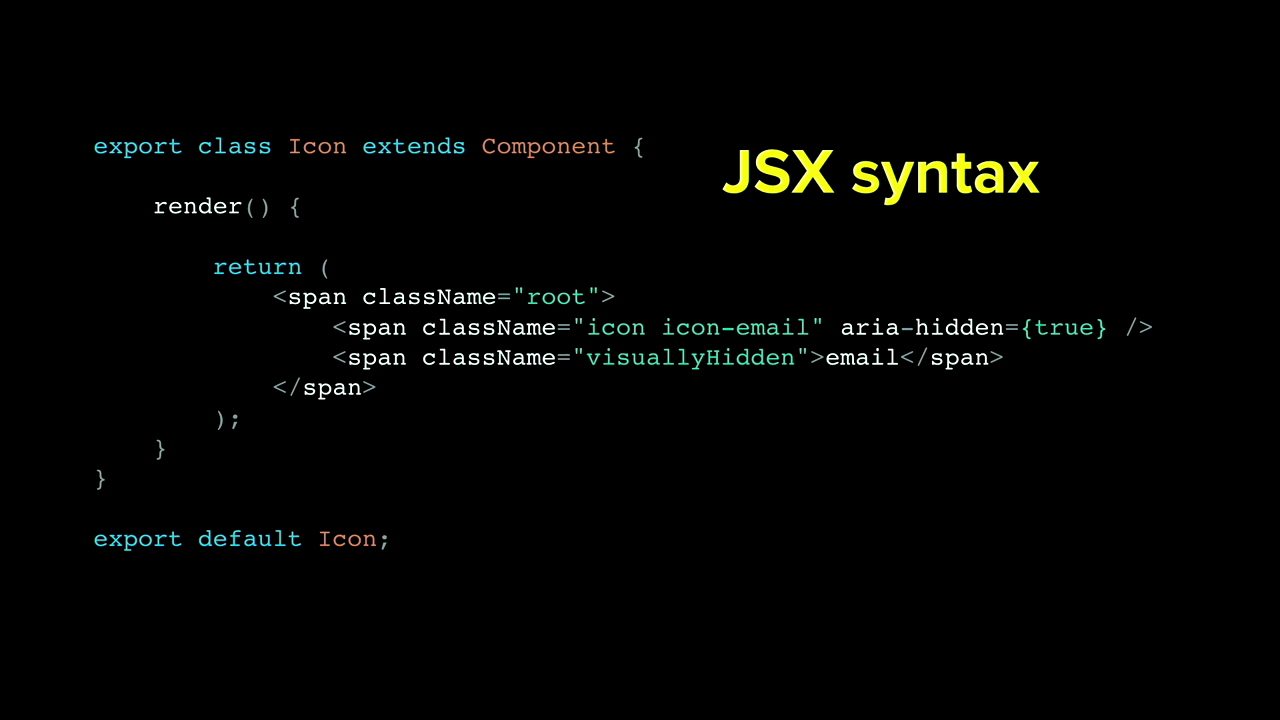 export class Icon extends Component {
JSX syntax
render() {
return (
<span className="root">
<span className="icon icon-email" aria-hidden={true} />
<span className="visuallyHidden">email</span>
</span>
);
}
}
export default Icon;